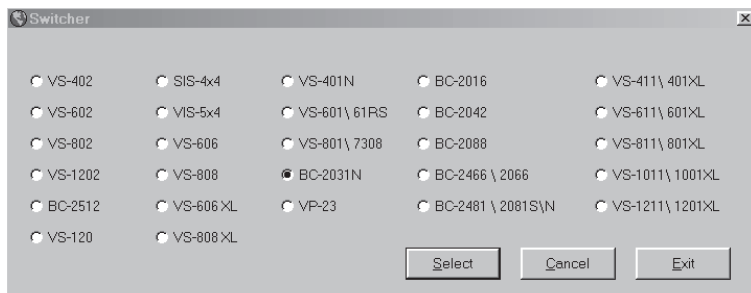 Switcher
VS-402 SIS-4x4 VS-401N BC-2016 VS-411\ 401XL
VS-602 VIS-5x4 VS-601\ 61RS BC-2042 VS-611\ 601XL
VS-802 VS-606 VS-801\ 7308 BC-2088 VS-811\ 801XL
VS-1202 VS-808 BC-2031N BC-2466 \ 2066 VS-1011\ 1001XL
BC-2512 VS-606 XL VP-23 BC-2481 \ 2081S\N VS-1211\ 1201XL
VS-120 VS-808 XL
Select Cancel Exit